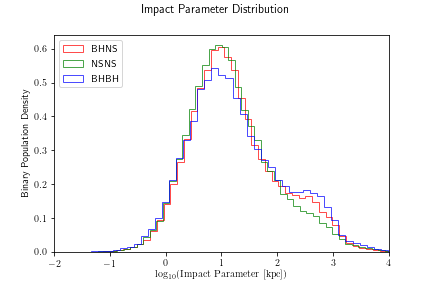 Impact Parameter Distribution
BHNS
NSNS
BHBH
Binary Population Density
0.6
0.5
0.4
0.3
0.2
0.1
0.0
−2
−1
0
1
2
3
4
log₁₀(Impact Parameter [kpc])